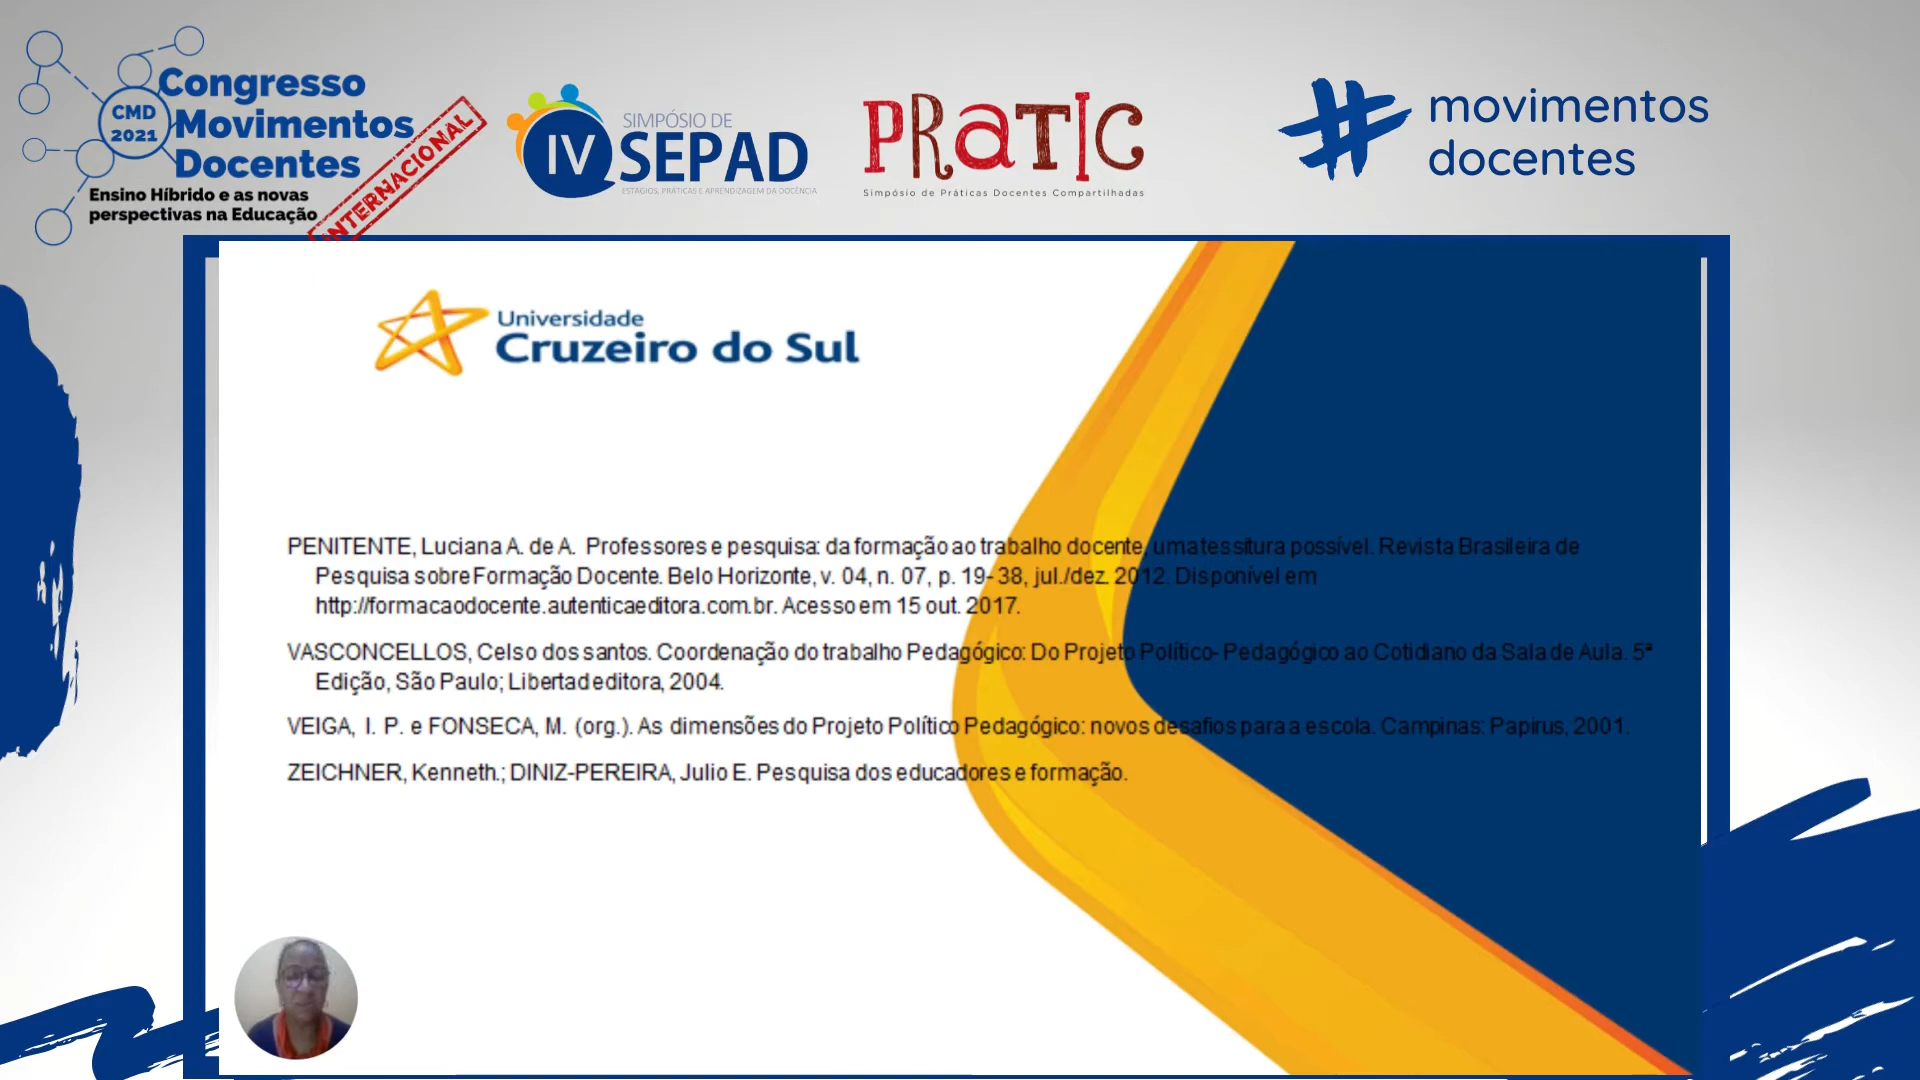 Congresso
Movimentos
Docentes
CMD
2021
Ensino Híbrido e as novas
perspectivas na Educação
INTERNACIONAL
SIMPÓSIO DE
IV SEPAD
ESTÁGIOS, PRÁTICAS E APRENDIZAGEM DA DOCÊNCIA
PRATIC
Simpósio de Práticas Docentes Compartilhadas
# movimentos
docentes
Universidade
Cruzeiro do Sul
PENITENTE, Luciana A. de A. Professores e pesquisa: da formação ao trabalho docente, uma tessitura possível. Revista Brasileira de
Pesquisa sobre Formação Docente. Belo Horizonte, v. 04, n. 07, p. 19- 38, jul./dez. 2012. Disponível em
http://formacaodocente.autenticaeditora.com.br. Acesso em 15 out. 2017.
VASCONCELLOS, Celso dos santos. Coordenação do trabalho Pedagógico: Do Projeto Político- Pedagógico ao Cotidiano da Sala de Aula. 5ª
Edição, São Paulo; Libertad editora, 2004.
VEIGA, I. P. e FONSECA, M. (org.). As dimensões do Projeto Político Pedagógico: novos desafios para a escola. Campinas: Papirus, 2001.
ZEICHNER, Kenneth.; DINIZ-PEREIRA, Julio E. Pesquisa dos educadores e formação.